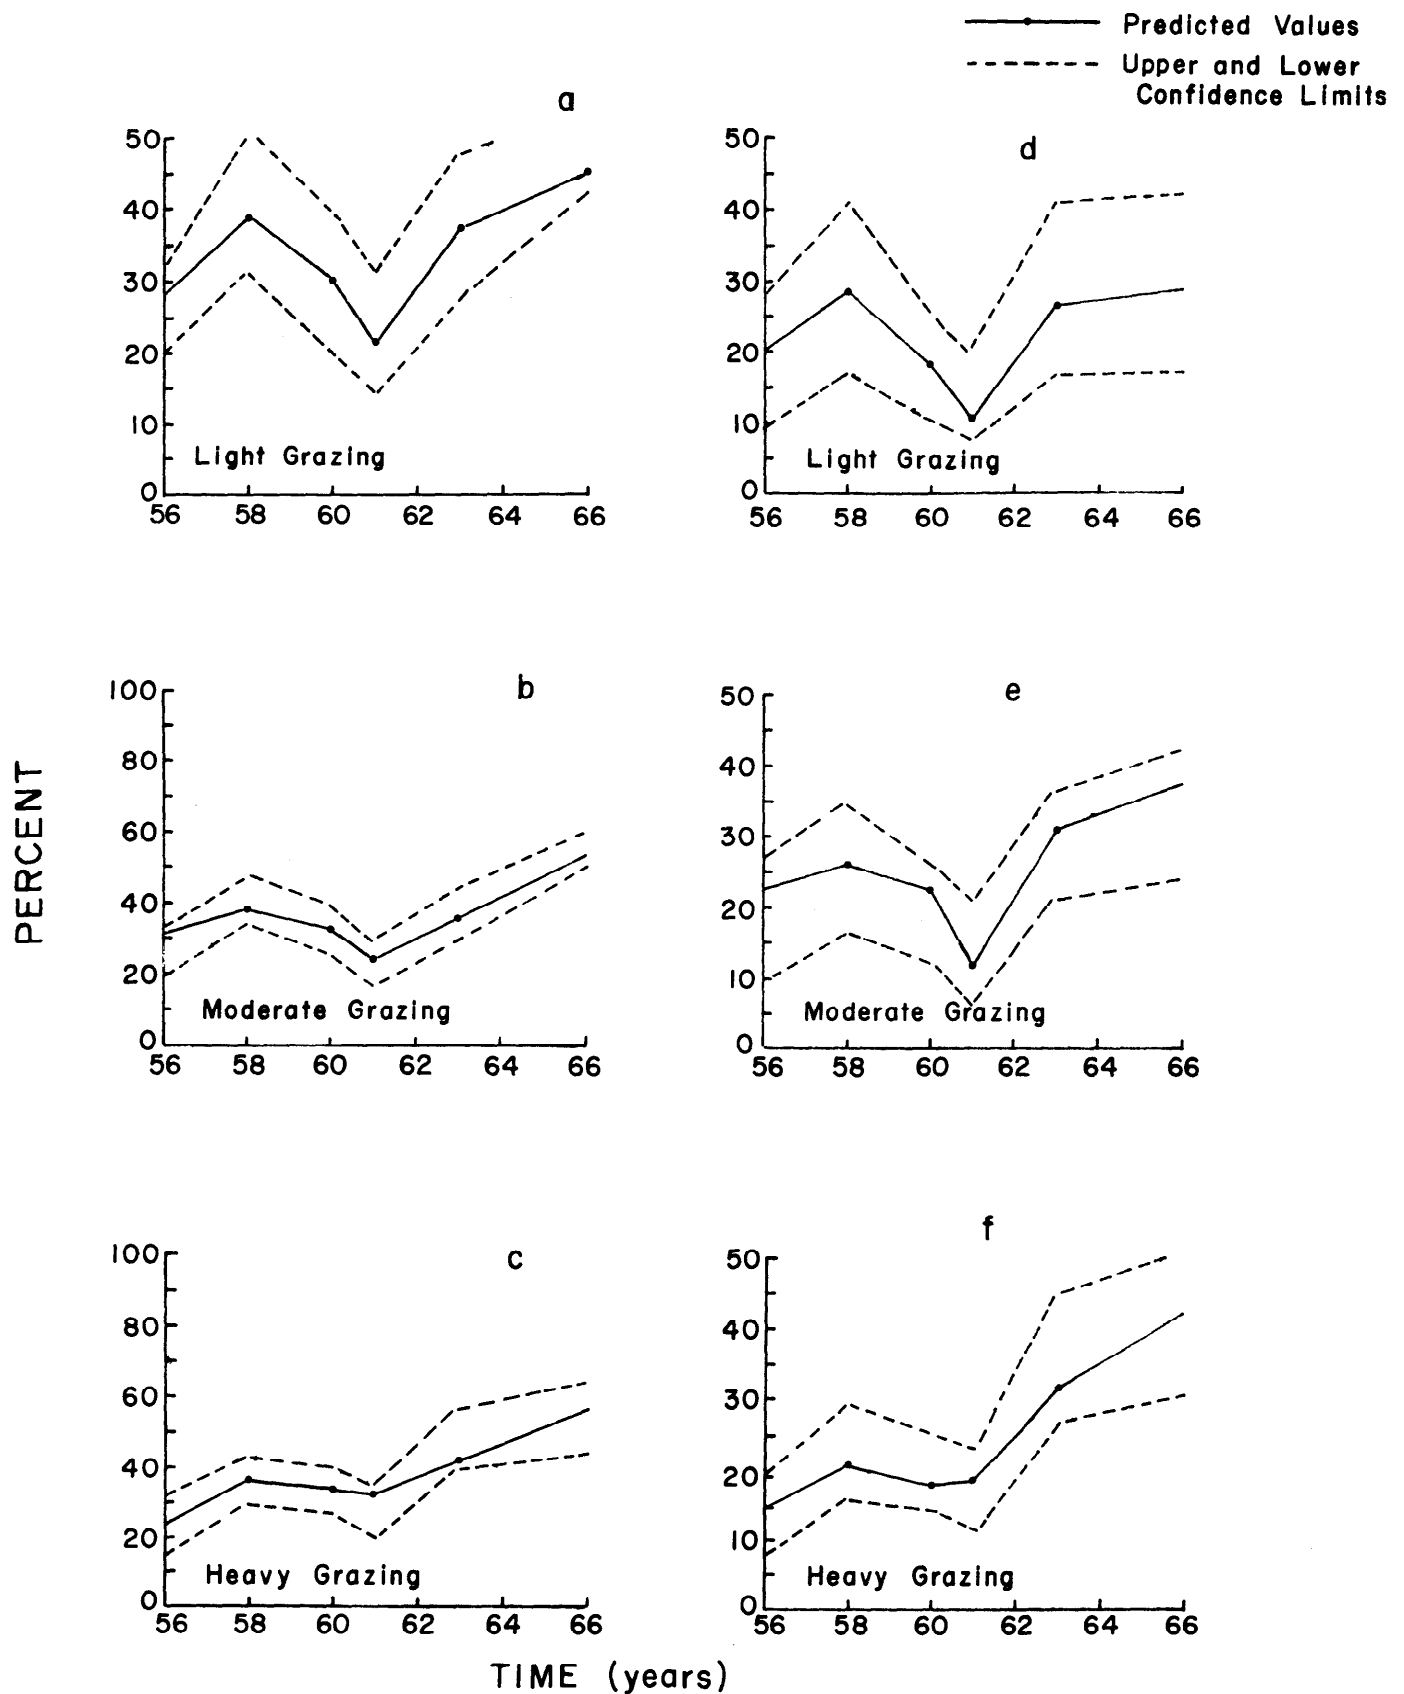 Predicted Values
Upper and Lower
Confidence Limits
a
50
40
30
20
10
0
Light Grazing
56 58 60 62 64 66
d
50
40
30
20
10
0
Light Grazing
56 58 60 62 64 66
PERCENT
b
100
80
60
40
20
0
Moderate Grazing
56 58 60 62 64 66
e
50
40
30
20
10
0
Moderate Grazing
56 58 60 62 64 66
c
100
80
60
40
20
0
Heavy Grazing
56 58 60 62 64 66
f
50
40
30
20
10
0
Heavy Grazing
56 58 60 62 64 66
TIME (years)